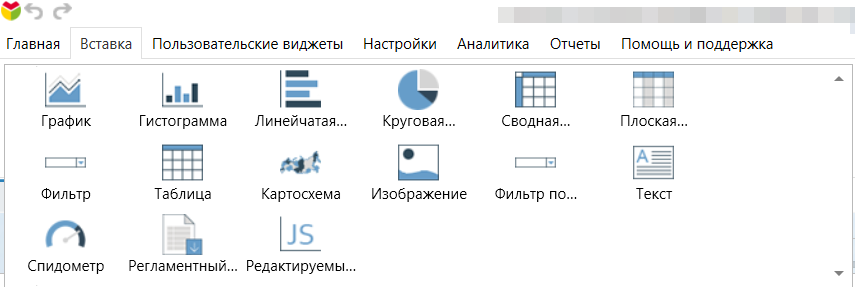 Главная Вставка Пользовательские виджеты Настройки Аналитика Отчеты Помощь и поддержка
График Гистограмма Линейчатая... Круговая... Сводная... Плоская...
Фильтр Таблица Картосхема Изображение Фильтр по... Текст
Спидометр Регламентный... Редактируемы...
JS
A